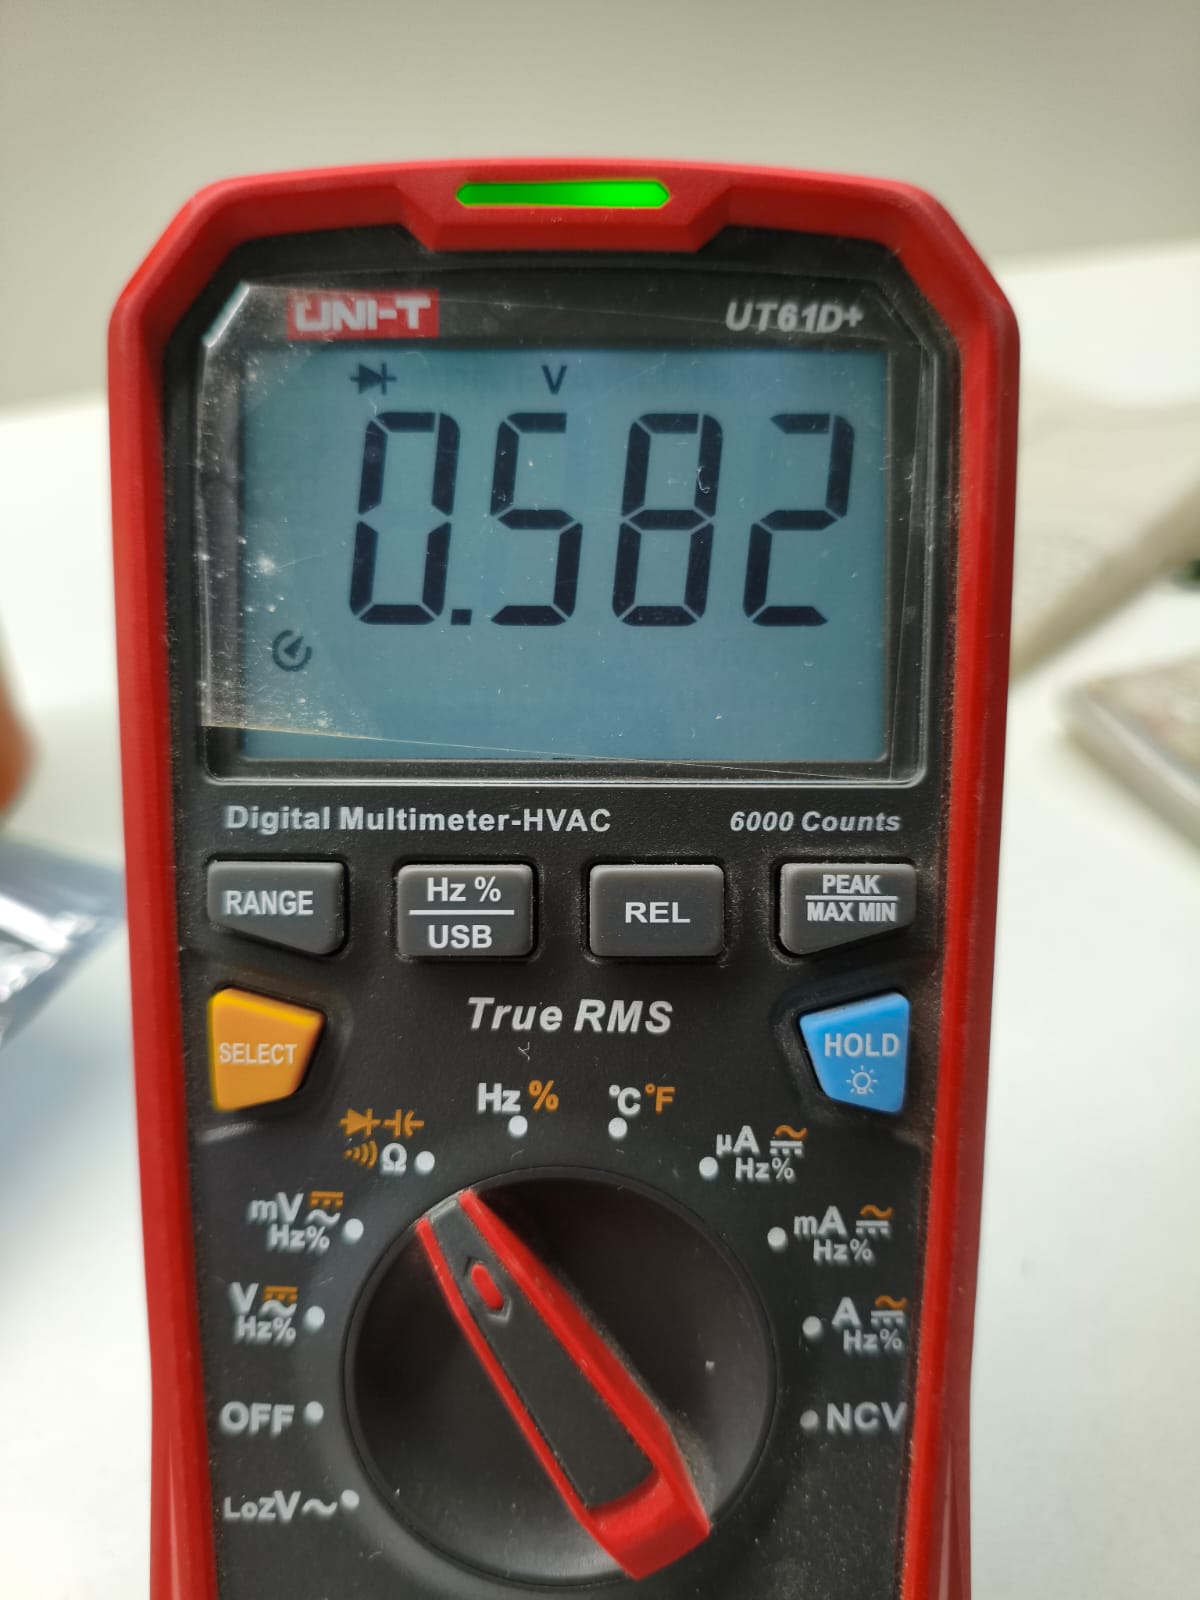 UNI-T
UT61D+
V
0.582
Digital Multimeter-HVAC
6000 Counts
RANGE
Hz %
USB
REL
PEAK
MAX MIN
SELECT
True RMS
HOLD
Hz %
°C °F
Ω
µA
Hz%
mV
Hz%
mA
Hz%
V
Hz%
A
Hz%
OFF
NCV
LoZV~